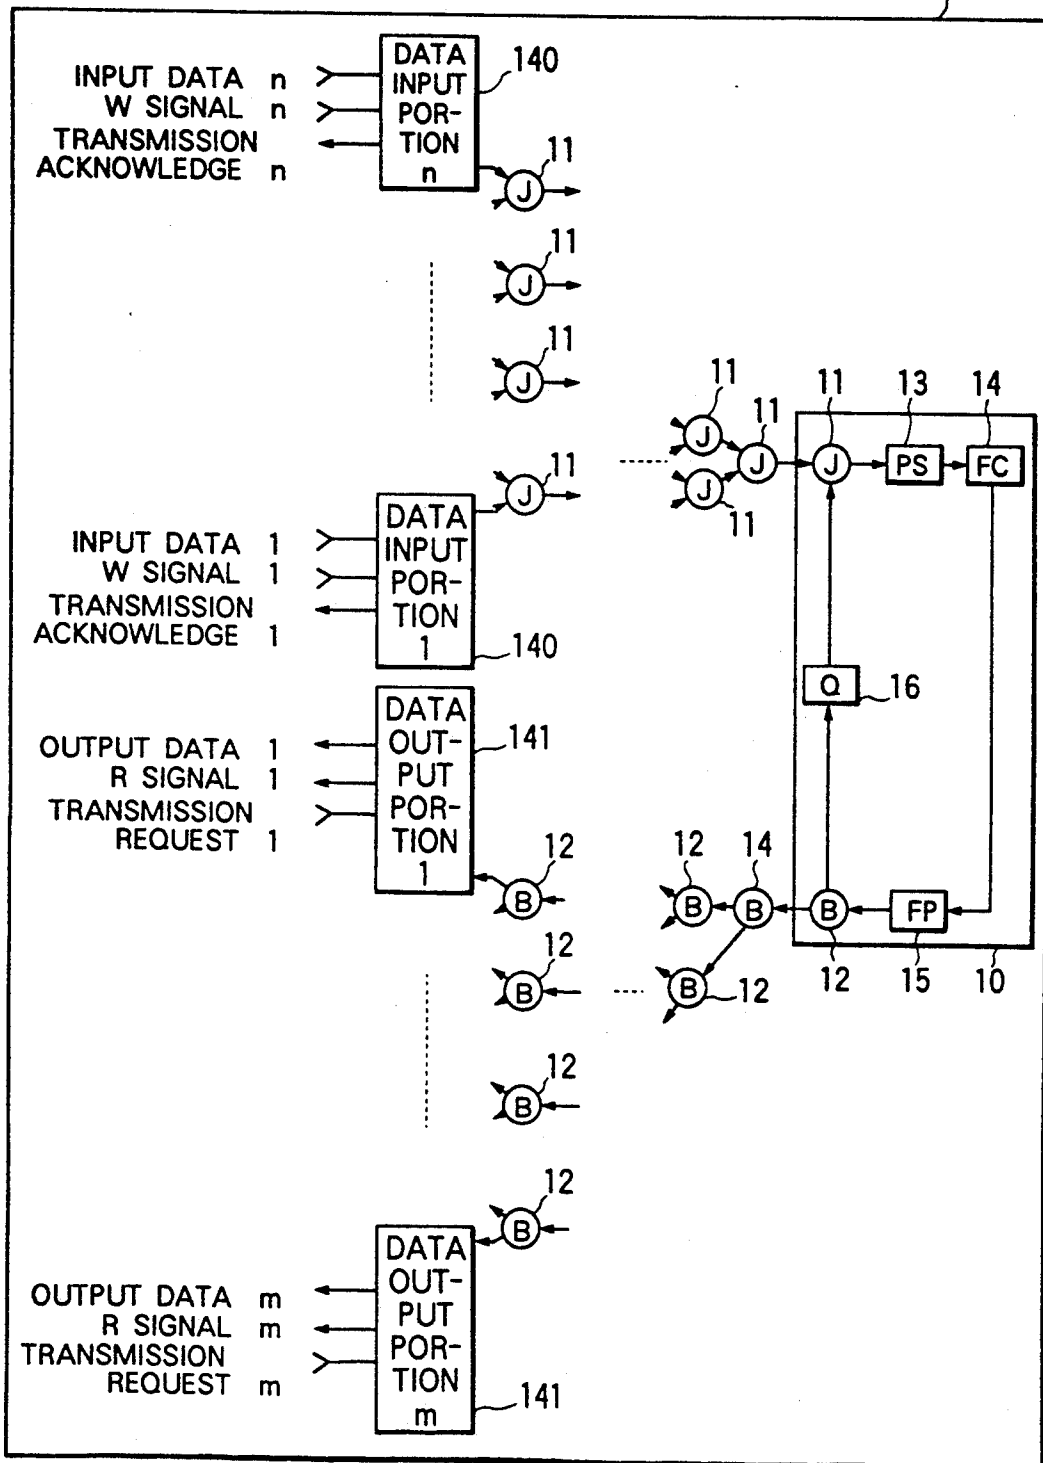 INPUT DATA n
W SIGNAL n
TRANSMISSION
ACKNOWLEDGE n
DATA
INPUT
POR-
TION
n
140
11
J
11
J
11
J
11
J
DATA
INPUT
POR-
TION
1
140
INPUT DATA 1
W SIGNAL 1
TRANSMISSION
ACKNOWLEDGE 1
11
J
J
11
11
J
11
J
13
PS
14
FC
Q
16
OUTPUT DATA 1
R SIGNAL 1
TRANSMISSION
REQUEST 1
DATA
OUT-
PUT
POR-
TION
1
141
12
B
12
B
12
B
12
B
12
B
14
B
B
12
B
12
FP
15
10
OUTPUT DATA m
R SIGNAL m
TRANSMISSION
REQUEST m
DATA
OUT-
PUT
POR-
TION
m
141